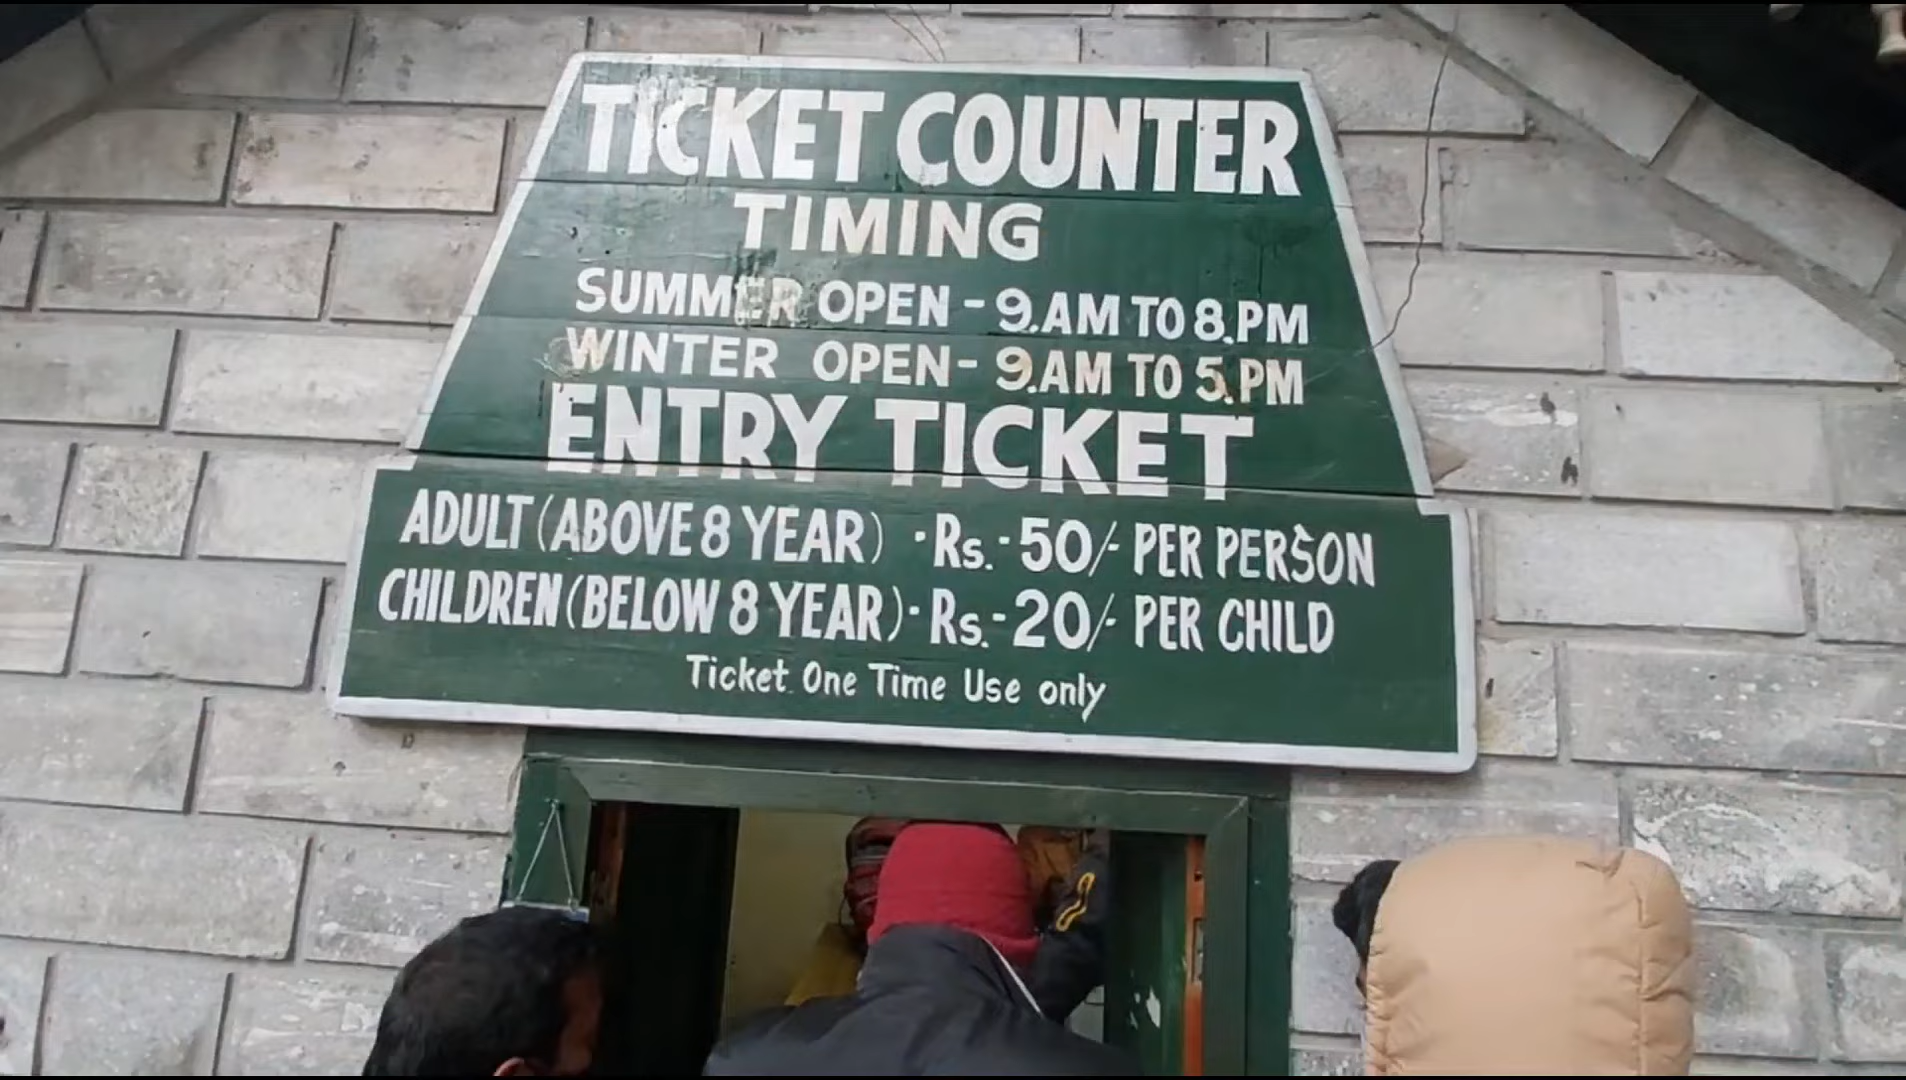 TICKET COUNTER
TIMING
SUMMER OPEN - 9.AM TO 8.PM
WINTER OPEN - 9.AM TO 5.PM
ENTRY TICKET
ADULT (ABOVE 8 YEAR) - Rs.- 50/- PER PERSON
CHILDREN (BELOW 8 YEAR) - Rs.- 20/- PER CHILD
Ticket One Time Use only